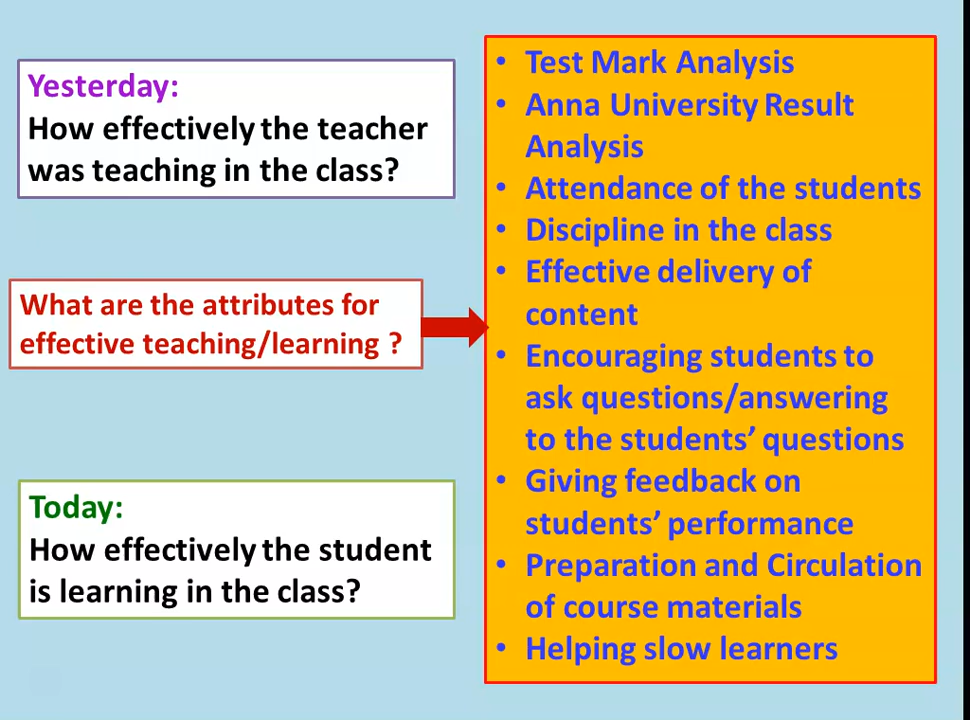 Yesterday:
How effectively the teacher
was teaching in the class?
What are the attributes for
effective teaching/learning ?
Today:
How effectively the student
is learning in the class?
• Test Mark Analysis
• Anna University Result
Analysis
• Attendance of the students
• Discipline in the class
• Effective delivery of
content
• Encouraging students to
ask questions/answering
to the students’ questions
• Giving feedback on
students’ performance
• Preparation and Circulation
of course materials
• Helping slow learners